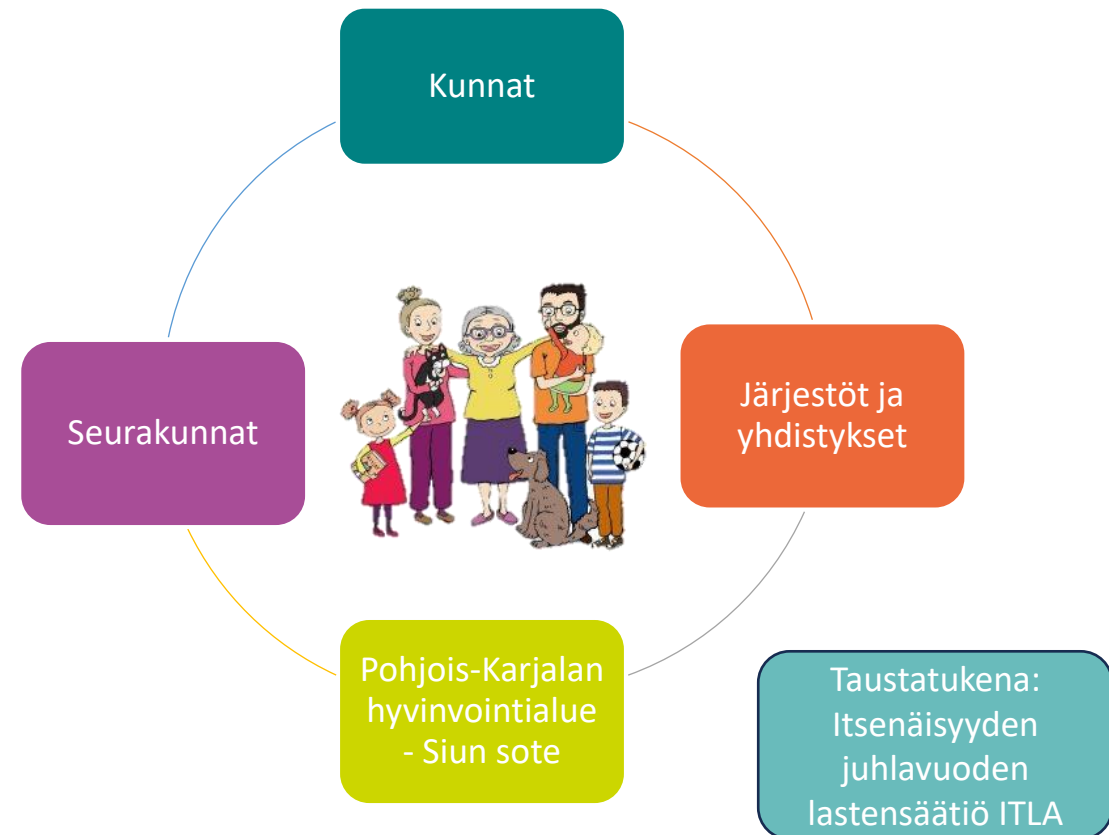 Kunnat
Järjestöt ja
yhdistykset
Seurakunnat
Pohjois-Karjalan
hyvinvointialue
- Siun sote
Taustatukena:
Itsenäisyyden
juhlavuoden
lastensäätiö ITLA